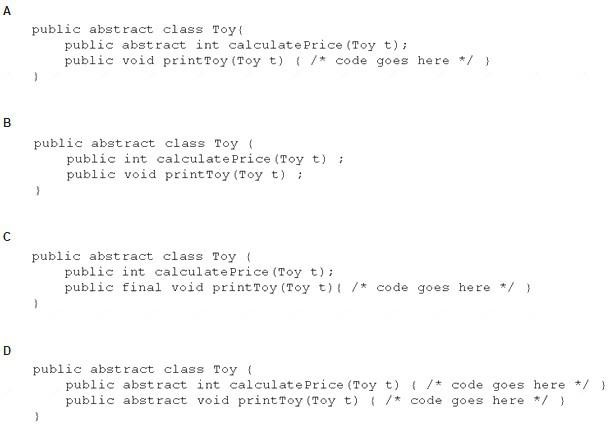 A
public abstract class Toy{
public abstract int calculatePrice(Toy t);
public void printToy(Toy t) { /* code goes here */ }
}
B
public abstract class Toy {
public int calculatePrice(Toy t) ;
public void printToy(Toy t) ;
}
C
public abstract class Toy {
public int calculatePrice(Toy t);
public final void printToy(Toy t){ /* code goes here */ }
}
D
public abstract class Toy {
public abstract int calculatePrice(Toy t) { /* code goes here */ }
public abstract void printToy(Toy t) { /* code goes here */ }
}